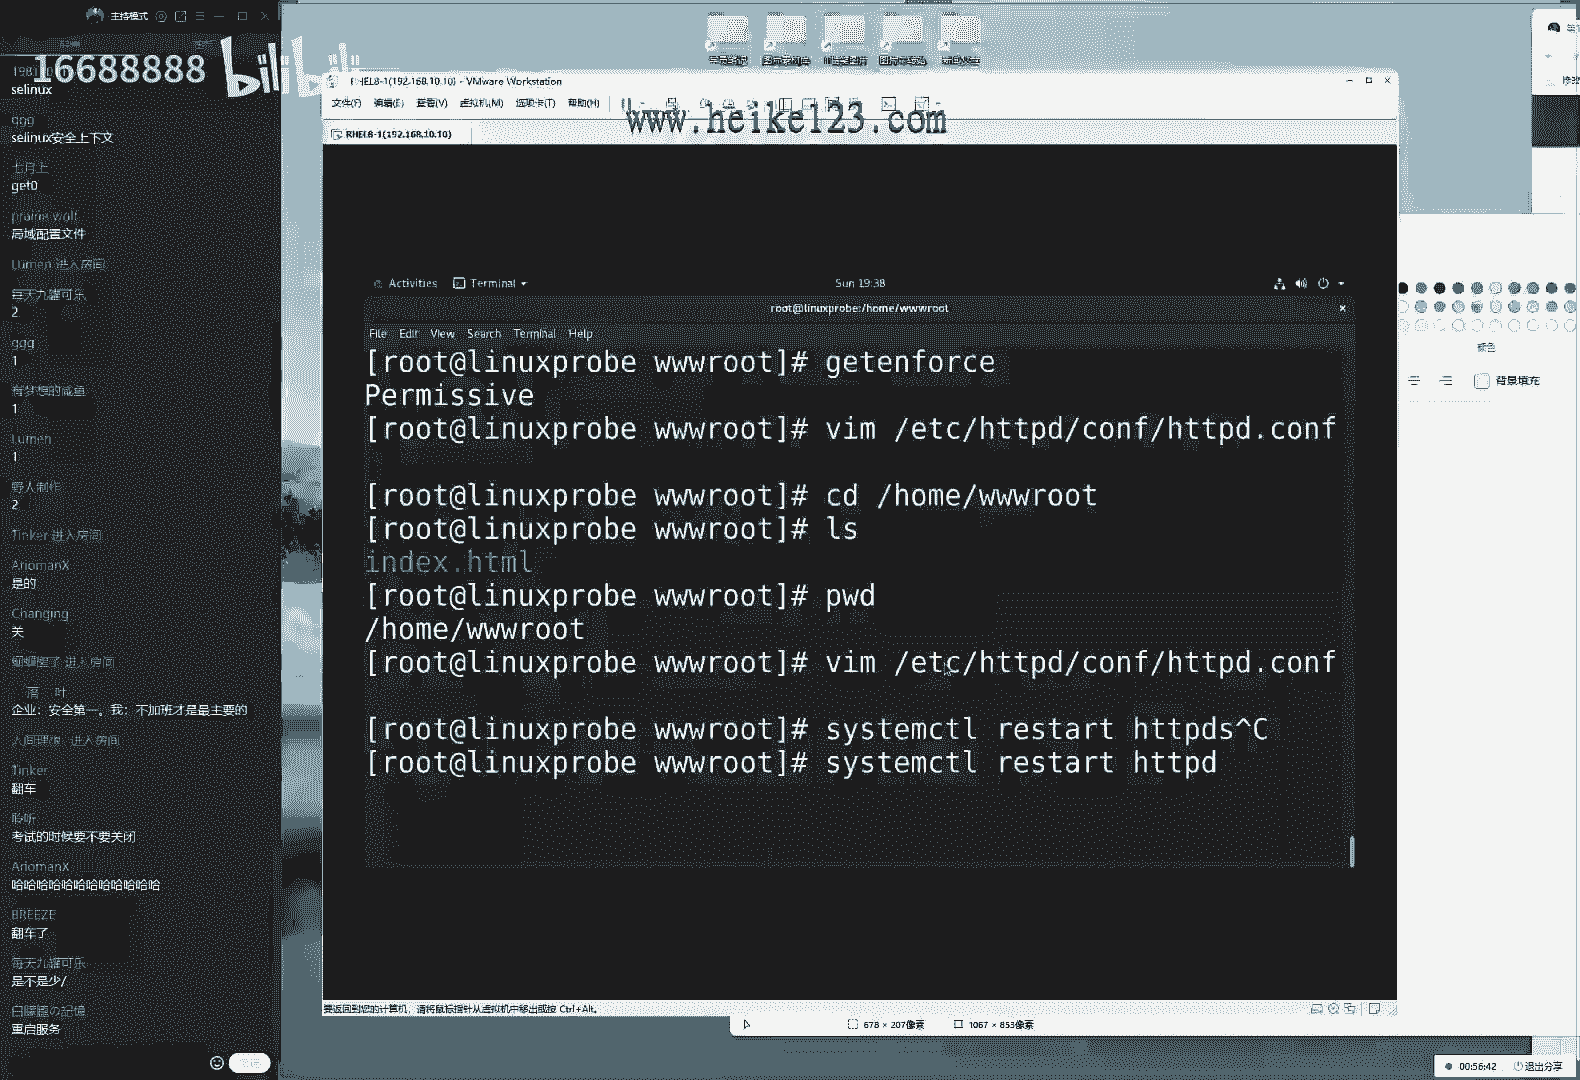 主持模式
16688888
bilibili
selinux
ggg
selinux安全上下文
七月上
get0
prairie wolf
局域配置文件
Lumen 进入房间
每天九罐可乐
2
ggg
1
有梦想的咸鱼
1
Lumen
1
野人制作
2
Tinker 进入房间
AriomanX
是的
Changing
关
落 叶
企业：安全第一。我：不加班才是最主要的
Tinker
翻车
聆听
考试的时候要不要关闭
AriomanX
哈哈哈哈哈哈哈哈哈哈哈哈
BREEZE
翻车了
每天九罐可乐
是不是少/
重启服务
RHEL8-1(192.168.10.10) - VMware Workstation
文件(F) 编辑(E) 查看(V) 虚拟机(M) 选项卡(T) 帮助(H)
www.heike123.com
RHEL8-1(192.168.10.10)
Activities Terminal Sun 19:38
root@linuxprobe:/home/wwwroot
File Edit View Search Terminal Help
[root@linuxprobe wwwroot]# getenforce
Permissive
[root@linuxprobe wwwroot]# vim /etc/httpd/conf/httpd.conf
[root@linuxprobe wwwroot]# cd /home/wwwroot
[root@linuxprobe wwwroot]# ls
index.html
[root@linuxprobe wwwroot]# pwd
/home/wwwroot
[root@linuxprobe wwwroot]# vim /etc/httpd/conf/httpd.conf
[root@linuxprobe wwwroot]# systemctl restart httpds^C
[root@linuxprobe wwwroot]# systemctl restart httpd
要返回到您的计算机，请将鼠标指针从虚拟机中移出或按 Ctrl+Alt。
678 × 207像素 1067 × 853像素
颜色
背景填充
00:56:42 退出分享